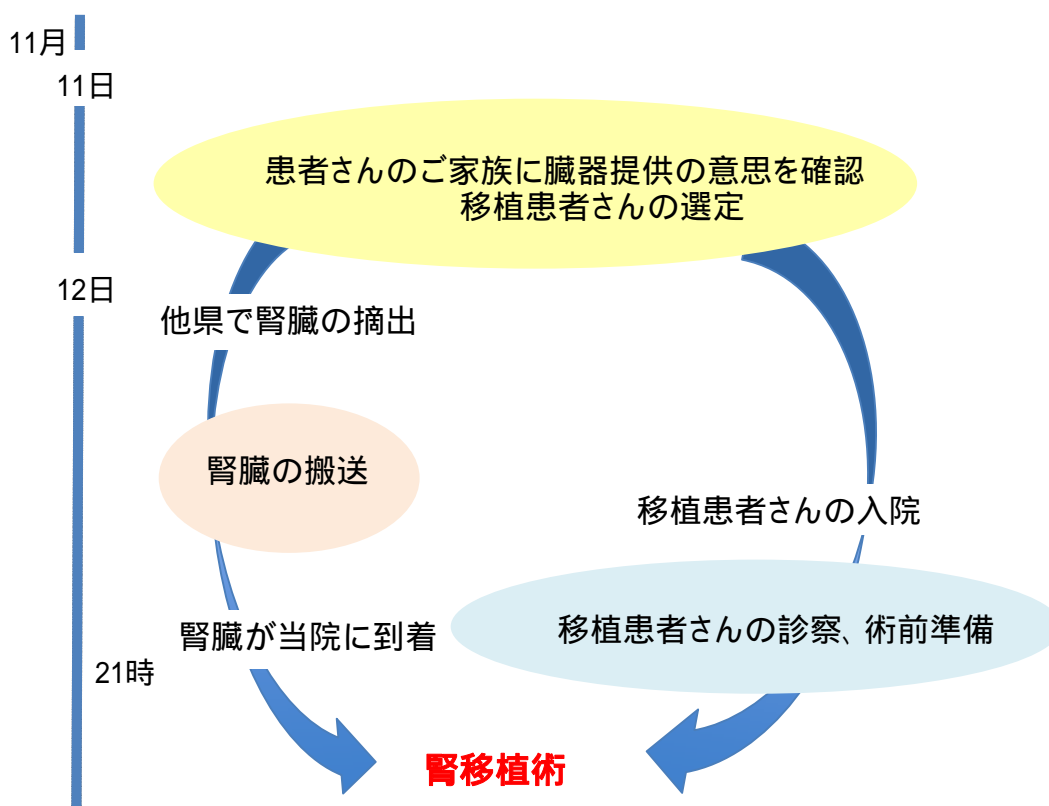 11月
11日
患者さんのご家族に臓器提供の意思を確認
移植患者さんの選定
12日
他県で腎臓の摘出
腎臓の搬送
移植患者さんの入院
腎臓が当院に到着
移植患者さんの診察、術前準備
21時
腎移植術